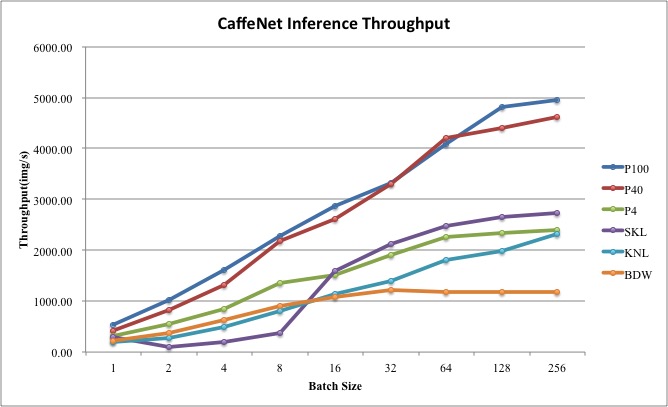 CaffeNet Inference Throughput
6000.00
5000.00
4000.00
3000.00
2000.00
1000.00
0.00
Throughput(img/s)
1 2 4 8 16 32 64 128 256
Batch Size
P100
P40
P4
SKL
KNL
BDW